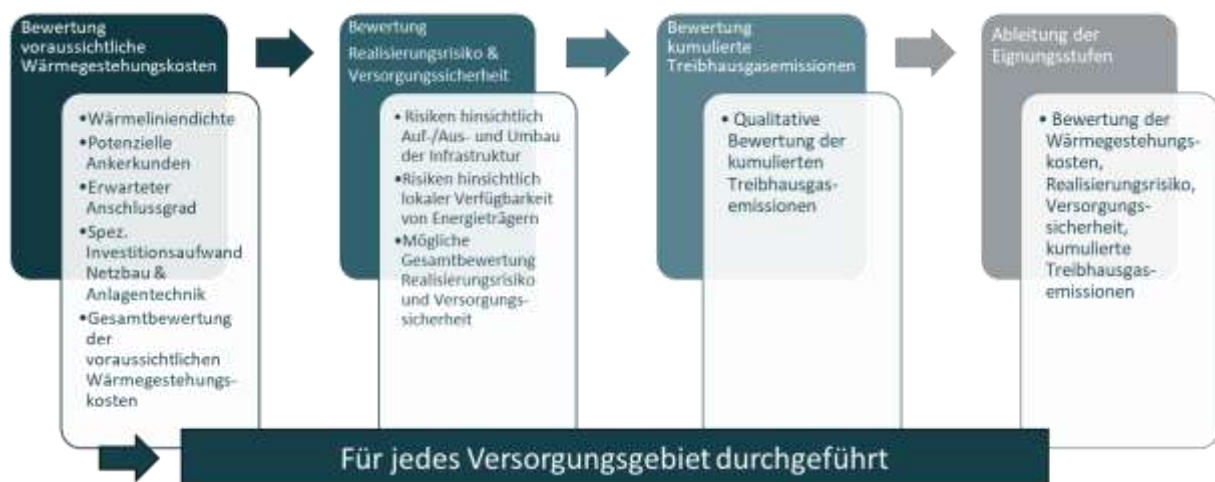 Bewertung
voraussichtliche
Wärmegestehungskosten
•Wärmeliniendichte
•Potenzielle
Ankerkunden
•Erwarteter
Anschlussgrad
•Spez.
Investitionsaufwand
Netzbau &
Anlagentechnik
•Gesamtbewertung
der
voraussichtlichen
Wärmegestehungs-
kosten
Bewertung
Realisierungsrisiko &
Versorgungssicherheit
• Risiken hinsichtlich
Auf-/Aus- und Umbau
der Infrastruktur
•Risiken hinsichtlich
lokaler Verfügbarkeit
von Energieträgern
•Mögliche
Gesamtbewertung
Realisierungsrisiko
und Versorgungs-
sicherheit
Bewertung
kumulierte
Treibhausgasemissionen
• Qualitative
Bewertung der
kumulierten
Treibhausgas-
emissionen
Ableitung der
Eignungsstufen
• Bewertung der
Wärmegestehungs-
kosten,
Realisierungsrisiko,
Versorgungs-
sicherheit,
kumulierte
Treibhausgas-
emissionen
Für jedes Versorgungsgebiet durchgeführt